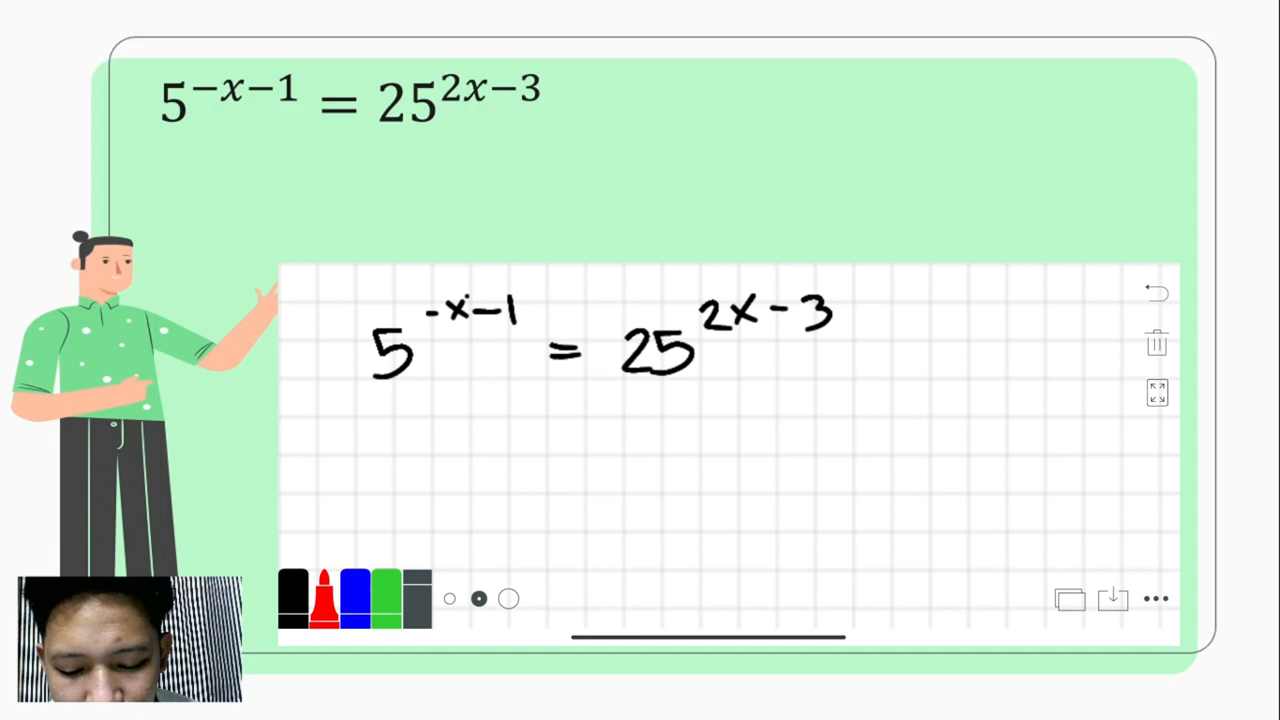 5^{-x-1} = 25^{2x-3}
5^{-x-1} = 25^{2x-3}